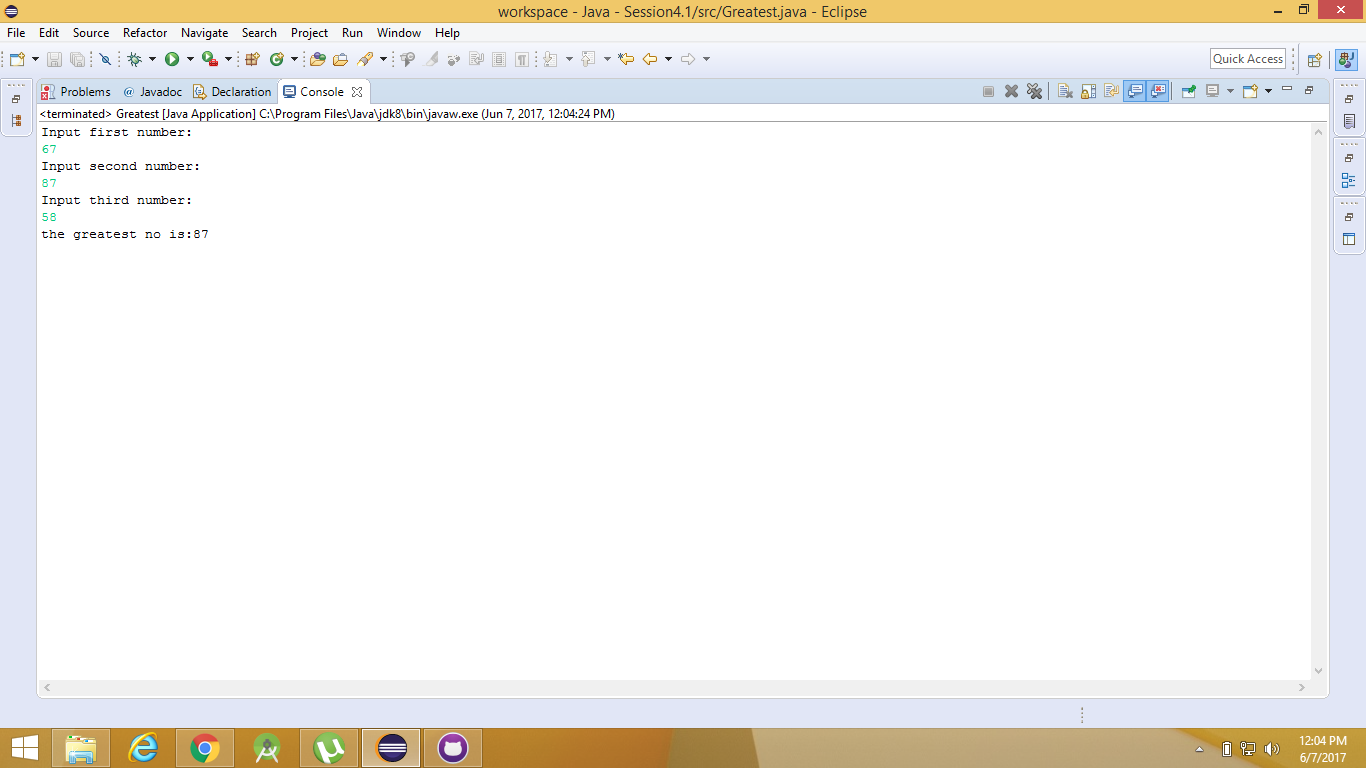 workspace - Java - Session4.1/src/Greatest.java - Eclipse
File Edit Source Refactor Navigate Search Project Run Window Help
Quick Access
Problems @ Javadoc Declaration Console
<terminated> Greatest [Java Application] C:\Program Files\Java\jdk8\bin\javaw.exe (Jun 7, 2017, 12:04:24 PM)
Input first number:
67
Input second number:
87
Input third number:
58
the greatest no is:87
12:04 PM
6/7/2017